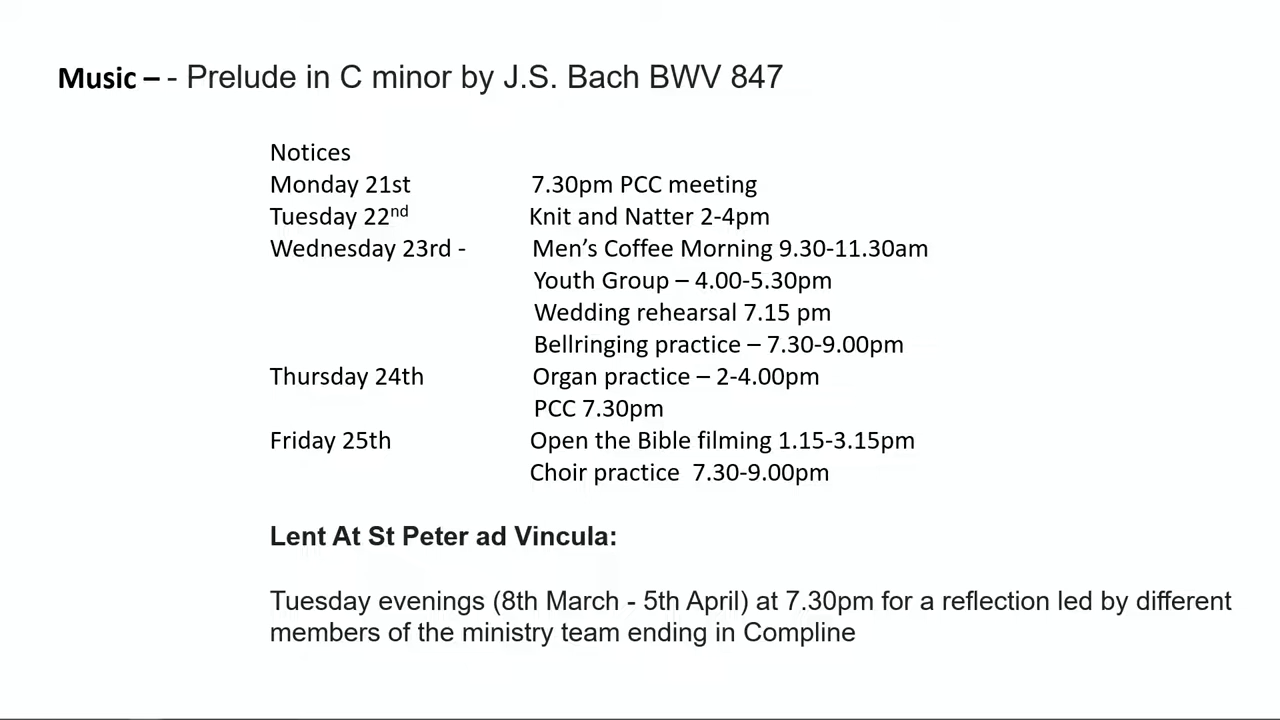 Music – - Prelude in C minor by J.S. Bach BWV 847
Notices
Monday 21st 7.30pm PCC meeting
Tuesday 22nd Knit and Natter 2-4pm
Wednesday 23rd - Men’s Coffee Morning 9.30-11.30am
Youth Group – 4.00-5.30pm
Wedding rehearsal 7.15 pm
Bellringing practice – 7.30-9.00pm
Thursday 24th Organ practice – 2-4.00pm
PCC 7.30pm
Friday 25th Open the Bible filming 1.15-3.15pm
Choir practice 7.30-9.00pm
Lent At St Peter ad Vincula:
Tuesday evenings (8th March - 5th April) at 7.30pm for a reflection led by different
members of the ministry team ending in Compline